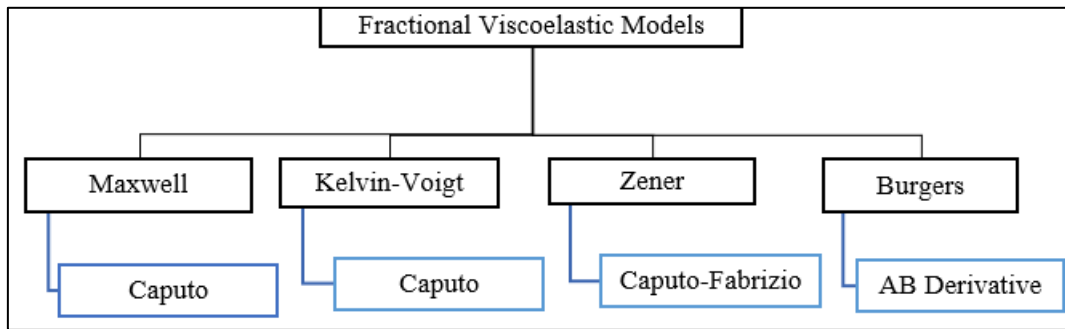 Fractional Viscoelastic Models
Maxwell
Kelvin-Voigt
Zener
Burgers
Caputo
Caputo
Caputo-Fabrizio
AB Derivative